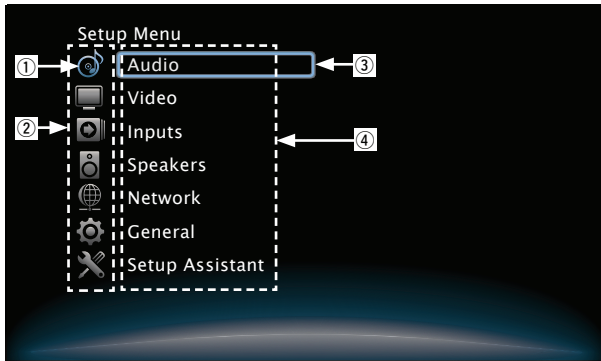 Setup Menu
① Audio ③
Video
② Inputs ④
Speakers
Network
General
Setup Assistant